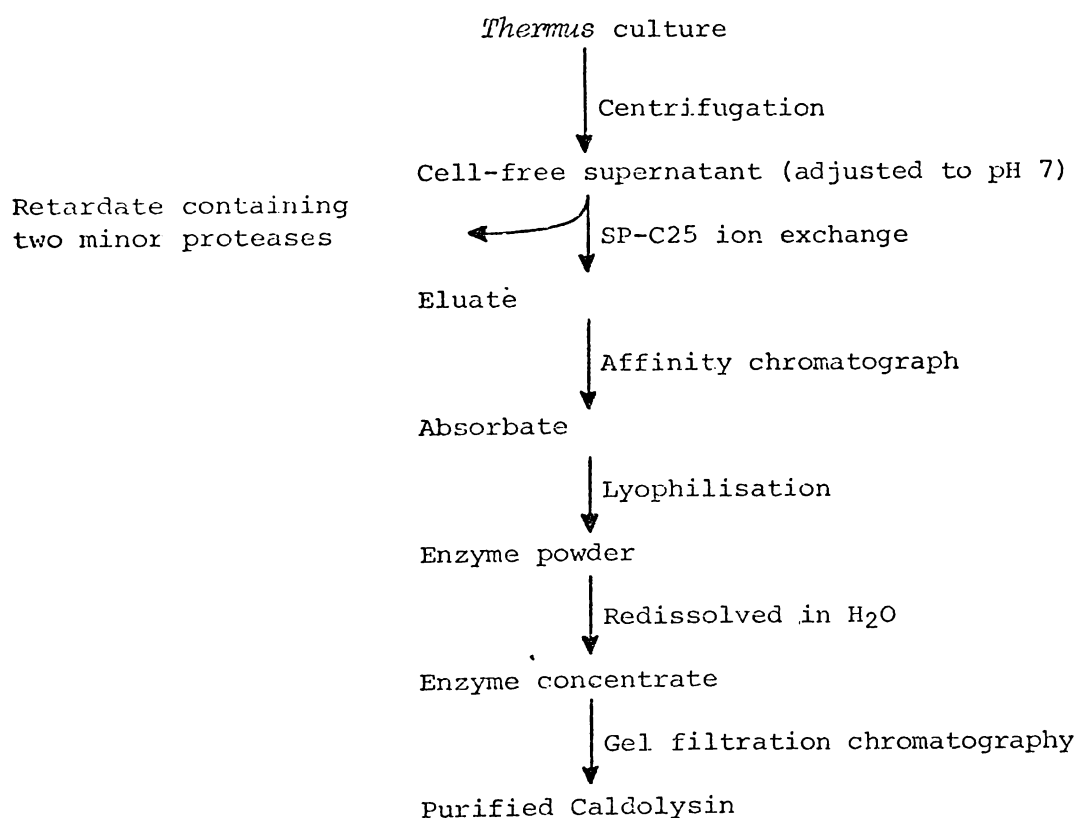 Thermus culture
Centrifugation
Cell-free supernatant (adjusted to pH 7)
Retardate containing
two minor proteases
SP-C25 ion exchange
Eluate
Affinity chromatograph
Absorbate
Lyophilisation
Enzyme powder
Redissolved in H₂O
Enzyme concentrate
Gel filtration chromatography
Purified Caldolysin